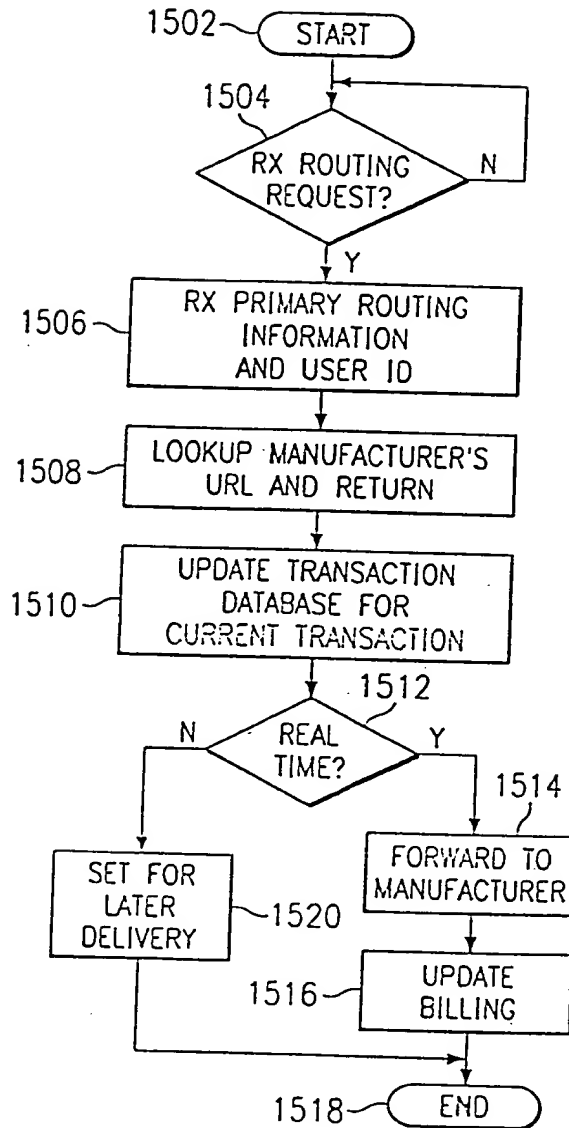 1502
START
1504
RX ROUTING
REQUEST?
N
Y
1506
RX PRIMARY ROUTING
INFORMATION
AND USER ID
1508
LOOKUP MANUFACTURER'S
URL AND RETURN
1510
UPDATE TRANSACTION
DATABASE FOR
CURRENT TRANSACTION
1512
N
REAL
TIME?
Y
1514
SET FOR
LATER
DELIVERY
1520
FORWARD TO
MANUFACTURER
1516
UPDATE
BILLING
1518
END